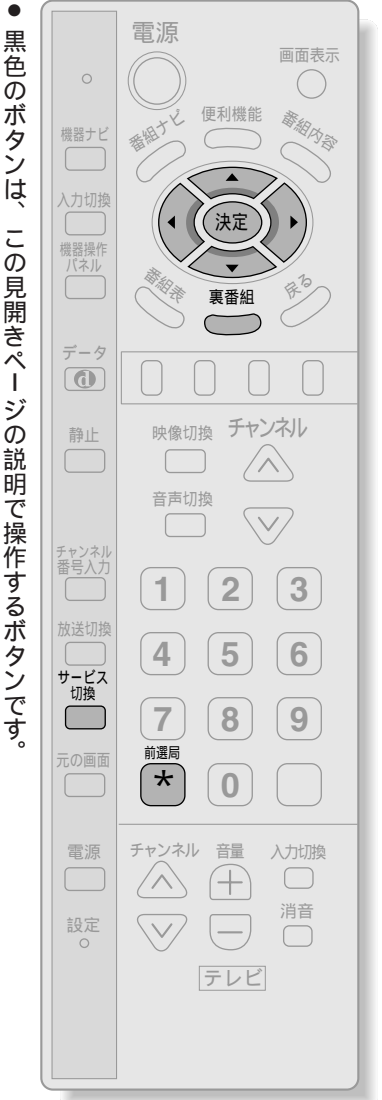 ● 黒色のボタンは、この見開きページの説明で操作するボタンです。
電源
画面表示
機器ナビ
番組ナビ
便利機能
番組内容
入力切換
決定
機器操作
パネル
番組表
裏番組
戻る
データ
d
静止
映像切換
チャンネル
音声切換
チャンネル
番号入力
1 2 3
放送切換
4 5 6
サービス
切換
7 8 9
元の画面
前選局
* 0
電源
チャンネル
音量
入力切換
設定
消音
テレビ